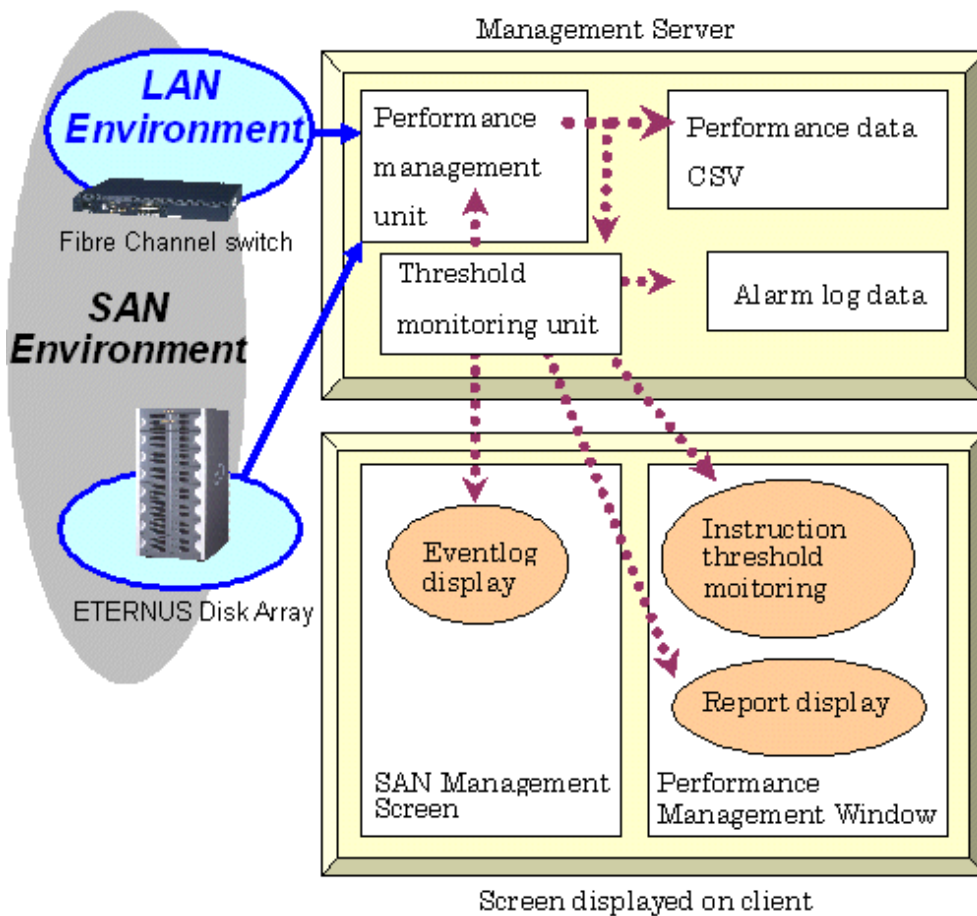 Management Server
LAN
Environment
Fibre Channel switch
SAN
Environment
ETERNUS Disk Array
Performance
management
unit
Performance data
CSV
Threshold
monitoring unit
Alarm log data
Eventlog
display
Instruction
threshold
moitoring
Report display
SAN Management
Screen
Performance
Management Window
Screen displayed on client